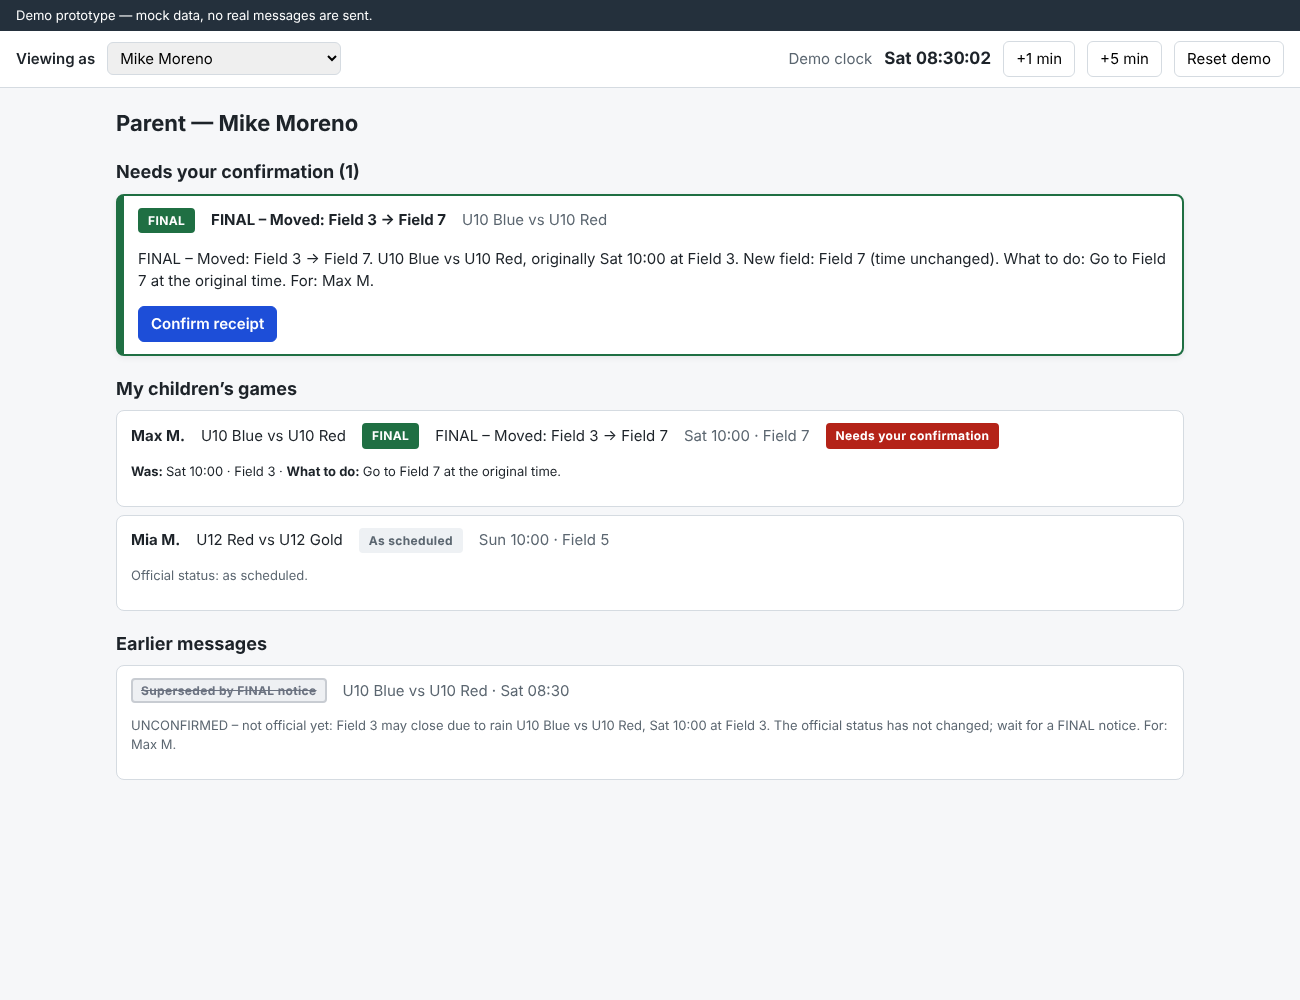 Demo prototype — mock data, no real messages are sent.
Viewing as Mike Moreno Demo clock Sat 08:30:02 +1 min +5 min Reset demo
Parent — Mike Moreno
Needs your confirmation (1)
FINAL FINAL – Moved: Field 3 → Field 7 U10 Blue vs U10 Red
FINAL – Moved: Field 3 → Field 7. U10 Blue vs U10 Red, originally Sat 10:00 at Field 3. New field: Field 7 (time unchanged). What to do: Go to Field
7 at the original time. For: Max M.
Confirm receipt
My children’s games
Max M. U10 Blue vs U10 Red FINAL FINAL – Moved: Field 3 → Field 7 Sat 10:00 · Field 7 Needs your confirmation
Was: Sat 10:00 · Field 3 · What to do: Go to Field 7 at the original time.
Mia M. U12 Red vs U12 Gold As scheduled Sun 10:00 · Field 5
Official status: as scheduled.
Earlier messages
Superseded by FINAL notice U10 Blue vs U10 Red · Sat 08:30
UNCONFIRMED – not official yet: Field 3 may close due to rain U10 Blue vs U10 Red, Sat 10:00 at Field 3. The official status has not changed; wait for a FINAL notice. For:
Max M.